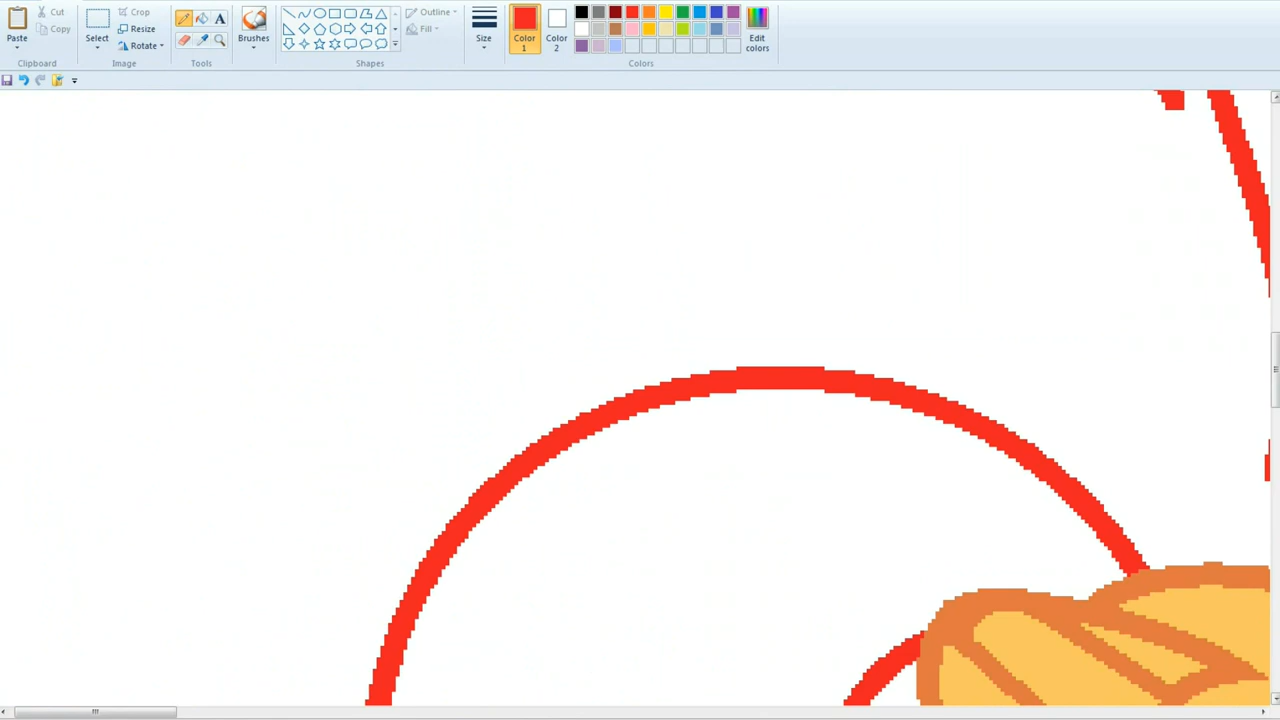 Paste
Cut
Copy
Clipboard
Select
Crop
Resize
Rotate
Image
A
Tools
Brushes
Outline
Fill
Shapes
Size
Color
1
Color
2
Edit
colors
Colors